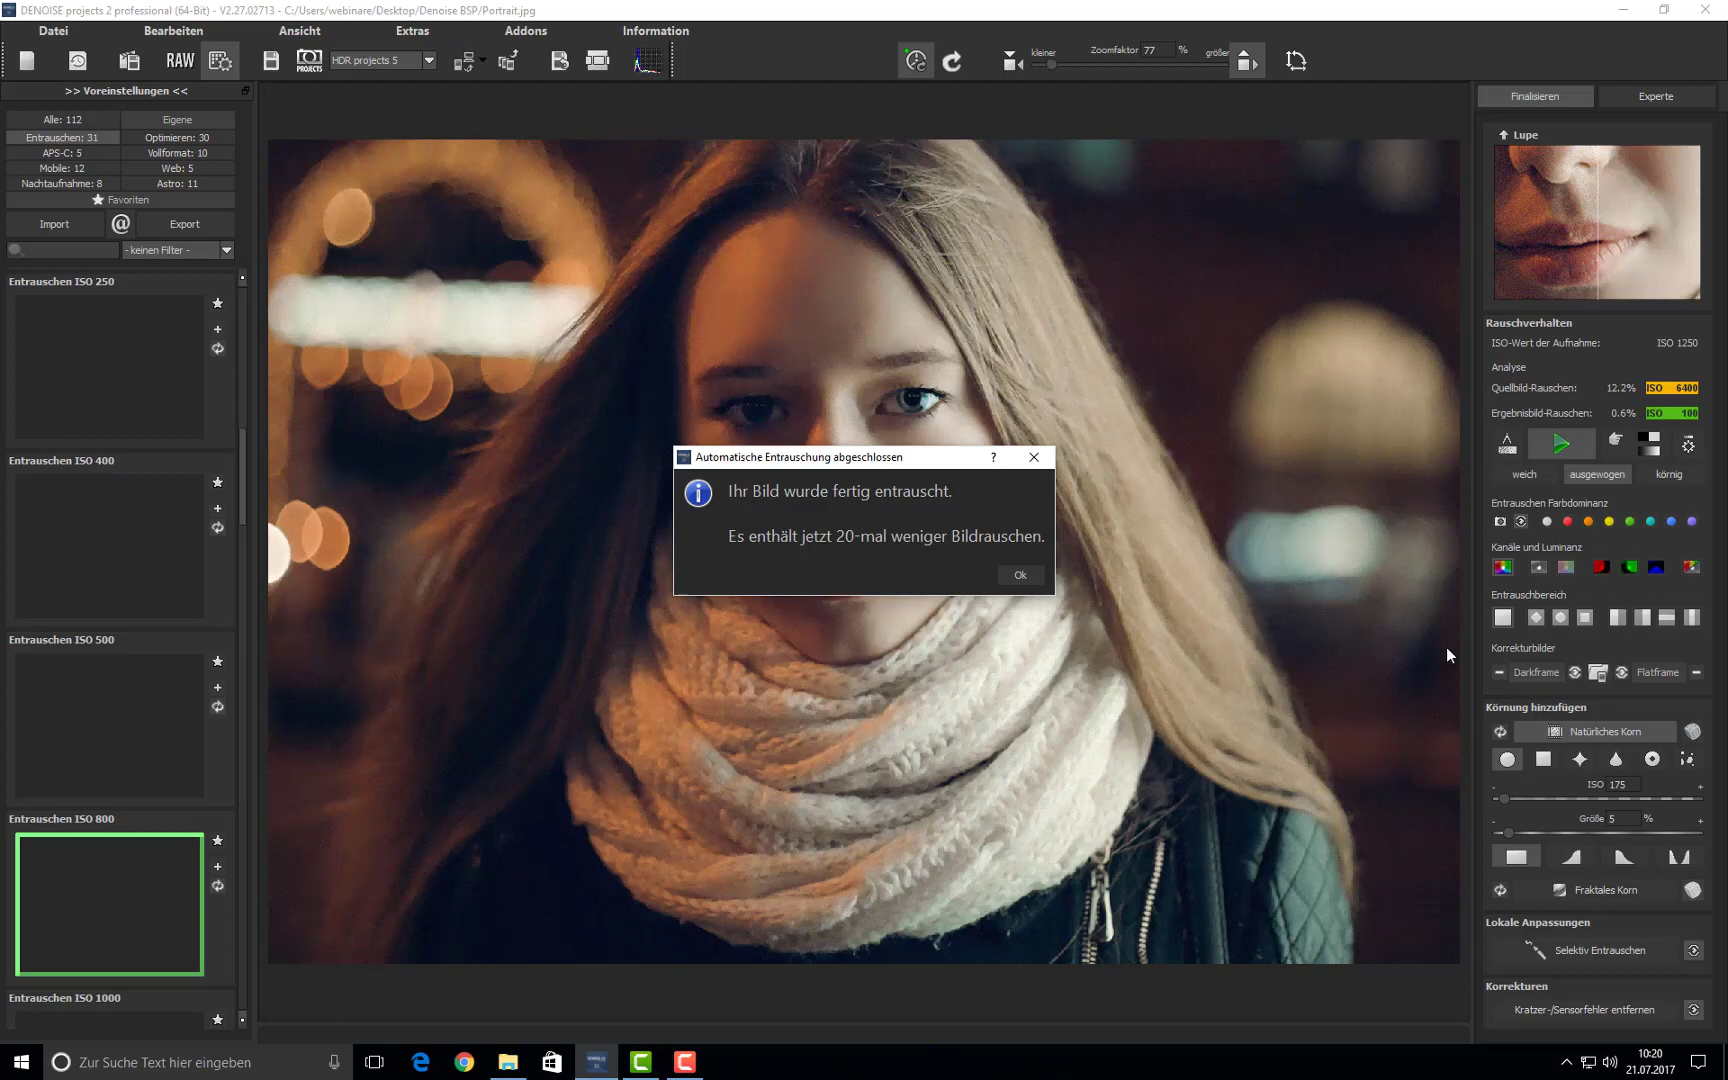 DENOISE projects 2 professional (64-Bit) - V2.27.02713 - C:/Users/webinare/Desktop/Denoise BSP/Portrait.jpg
Datei Bearbeiten Ansicht Extras Addons Information
RAW PROJECTS HDR projects 5 kleiner Zoomfaktor 77 % größer
>> Voreinstellungen <<
Alle: 112 Eigene
Entrauschen: 31 Optimieren: 30
APS-C: 5 Vollformat: 10
Mobile: 12 Web: 5
Nachtaufnahme: 8 Astro: 11
Favoriten
Import @ Export
- keinen Filter -
Entrauschen ISO 250
Entrauschen ISO 400
Entrauschen ISO 500
Entrauschen ISO 800
Entrauschen ISO 1000
Automatische Entrauschung abgeschlossen ?
Ihr Bild wurde fertig entrauscht.
Es enthält jetzt 20-mal weniger Bildrauschen.
Ok
Finalisieren Experte
Lupe
Rauschverhalten
ISO-Wert der Aufnahme: ISO 1250
Analyse
Quellbild-Rauschen: 12.2% ISO 6400
Ergebnisbild-Rauschen: 0.6% ISO 100
weich ausgewogen körnig
Entrauschen Farbdominanz
Kanäle und Luminanz
Entrauschbereich
Korrekturbilder
Darkframe Flatframe
Körnung hinzufügen
Natürliches Korn
ISO 175
- +
Größe 5 %
- +
Fraktales Korn
Lokale Anpassungen
Selektiv Entrauschen
Korrekturen
Kratzer-/Sensorfehler entfernen
Zur Suche Text hier eingeben
10:20
21.07.2017